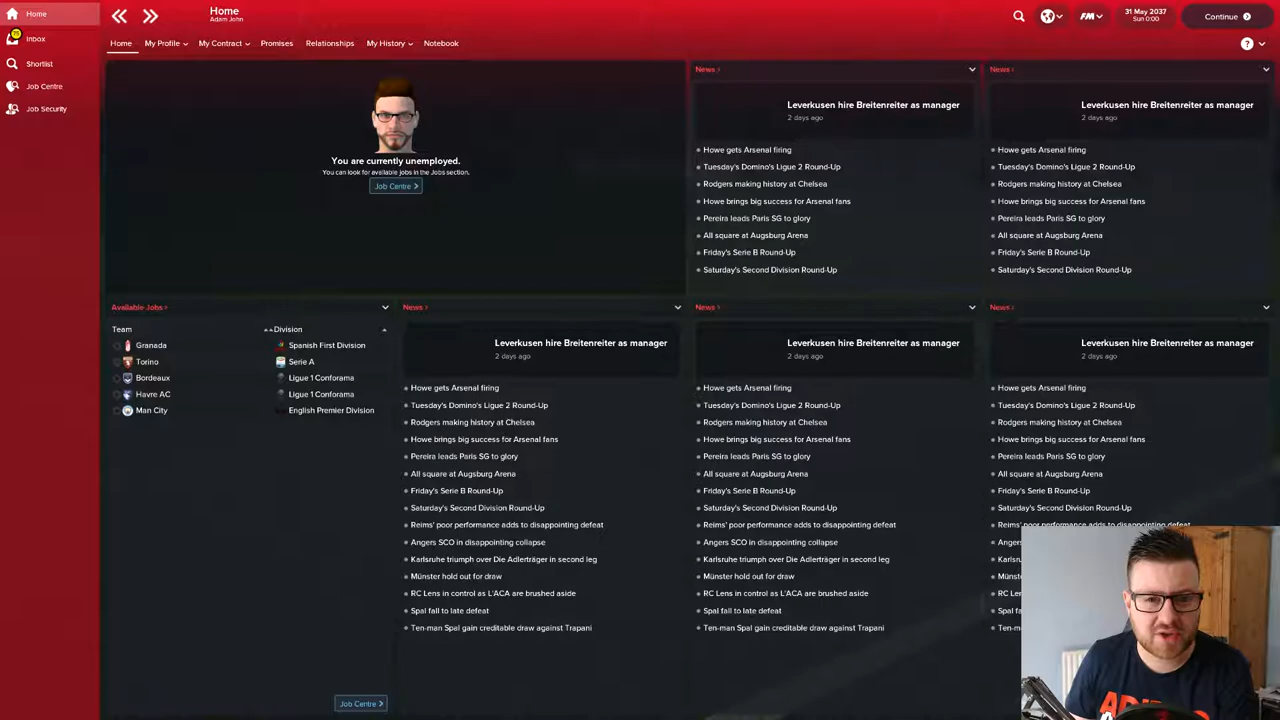 Home
Inbox
Shortlist
Job Centre
Job Security
Home
Adam John
FM
31 May 2037
Sun 0:00
Continue
Home
My Profile
My Contract
Promises
Relationships
My History
Notebook
?
You are currently unemployed.
You can look for available jobs in the Jobs section.
Job Centre
News
Leverkusen hire Breitenreiter as manager
2 days ago
Howe gets Arsenal firing
Tuesday's Domino's Ligue 2 Round-Up
Rodgers making history at Chelsea
Howe brings big success for Arsenal fans
Pereira leads Paris SG to glory
All square at Augsburg Arena
Friday's Serie B Round-Up
Saturday's Second Division Round-Up
News
Leverkusen hire Breitenreiter as manager
2 days ago
Howe gets Arsenal firing
Tuesday's Domino's Ligue 2 Round-Up
Rodgers making history at Chelsea
Howe brings big success for Arsenal fans
Pereira leads Paris SG to glory
All square at Augsburg Arena
Friday's Serie B Round-Up
Saturday's Second Division Round-Up
Available Jobs
Team Division
Granada Spanish First Division
Torino Serie A
Bordeaux Ligue 1 Conforama
Havre AC Ligue 1 Conforama
Man City English Premier Division
Job Centre
News
Leverkusen hire Breitenreiter as manager
2 days ago
Howe gets Arsenal firing
Tuesday's Domino's Ligue 2 Round-Up
Rodgers making history at Chelsea
Howe brings big success for Arsenal fans
Pereira leads Paris SG to glory
All square at Augsburg Arena
Friday's Serie B Round-Up
Saturday's Second Division Round-Up
Reims' poor performance adds to disappointing defeat
Angers SCO in disappointing collapse
Karlsruhe triumph over Die Adlerträger in second leg
Münster hold out for draw
RC Lens in control as L'ACA are brushed aside
Spal fall to late defeat
Ten-man Spal gain creditable draw against Trapani
News
Leverkusen hire Breitenreiter as manager
2 days ago
Howe gets Arsenal firing
Tuesday's Domino's Ligue 2 Round-Up
Rodgers making history at Chelsea
Howe brings big success for Arsenal fans
Pereira leads Paris SG to glory
All square at Augsburg Arena
Friday's Serie B Round-Up
Saturday's Second Division Round-Up
Reims' poor performance adds to disappointing defeat
Angers SCO in disappointing collapse
Karlsruhe triumph over Die Adlerträger in second leg
Münster hold out for draw
RC Lens in control as L'ACA are brushed aside
Spal fall to late defeat
Ten-man Spal gain creditable draw against Trapani
News
Leverkusen hire Breitenreiter as manager
2 days ago
Howe gets Arsenal firing
Tuesday's Domino's Ligue 2 Round-Up
Rodgers making history at Chelsea
Howe brings big success for Arsenal fans
Pereira leads Paris SG to glory
All square at Augsburg Arena
Friday's Serie B Round-Up
Saturday's Second Division Round-Up
Reims' poor performance adds to disappointing defeat
Angers
Karlsr
Münst
RC Len
Spal fa
Ten-m